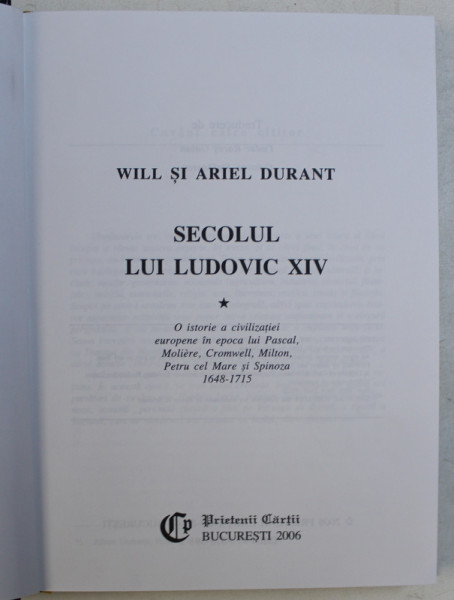 WILL ȘI ARIEL DURANT
SECOLUL
LUI LUDOVIC XIV
★
O istorie a civilizației
europene în epoca lui Pascal,
Molière, Cromwell, Milton,
Petru cel Mare și Spinoza
1648-1715
Cp Prietenii Cărții
BUCUREȘTI 2006